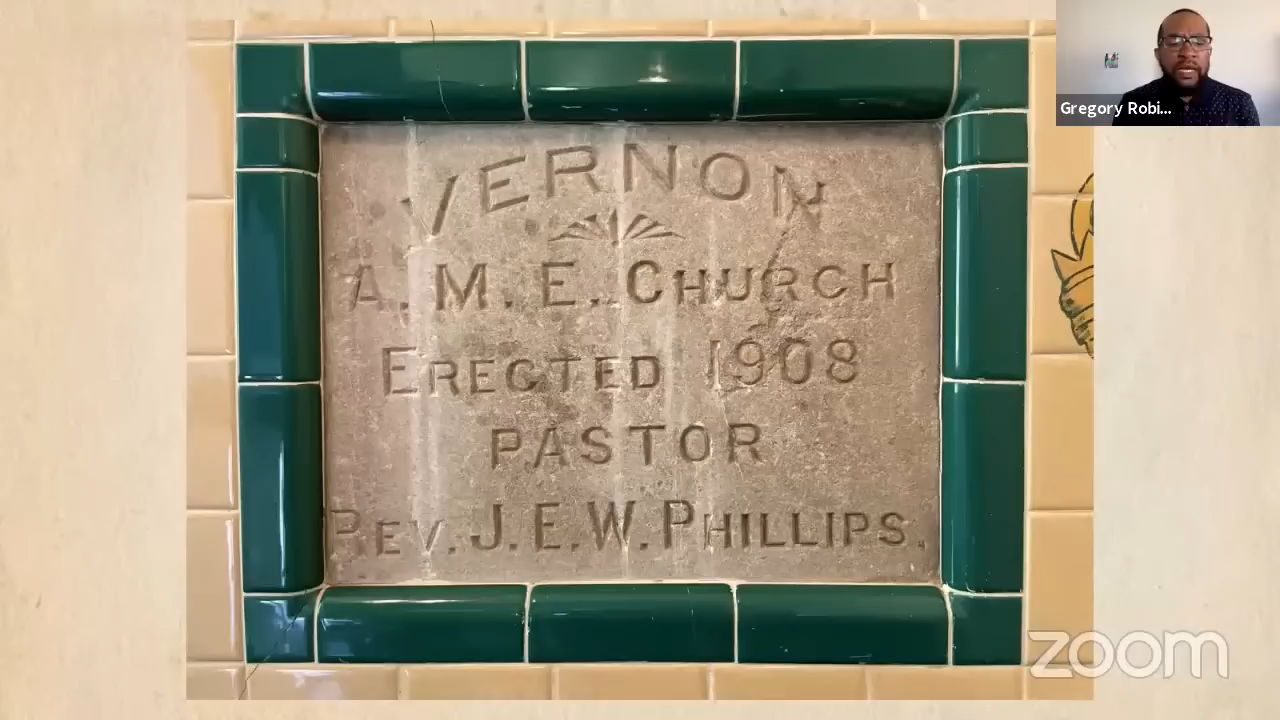 VERNON
A. M. E. CHURCH
ERECTED 1908
PASTOR
REV. J. E. W. PHILLIPS.
Gregory Robi...
zoom